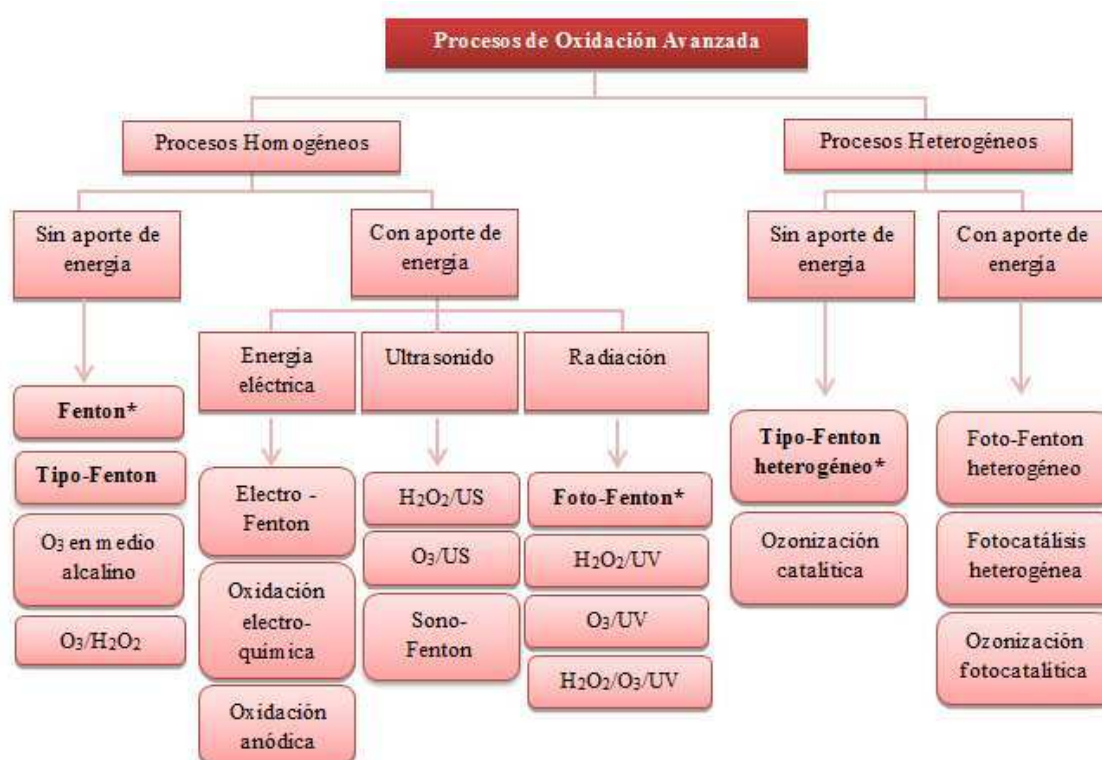 Procesos de Oxidación Avanzada
Procesos Homogéneos
Procesos Heterogéneos
Sin aporte de
energía
Con aporte de
energía
Sin aporte de
energía
Con aporte de
energía
Energía
eléctrica
Ultrasonido
Radiación
Fenton*
Tipo-Fenton
O₃ en medio
alcalino
O₃/H₂O₂
Electro -
Fenton
Oxidación
electro-
química
Oxidación
anódica
H₂O₂/US
O₃/US
Sono-
Fenton
Foto-Fenton*
H₂O₂/UV
O₃/UV
H₂O₂/O₃/UV
Tipo-Fenton
heterogéneo*
Ozonización
catalítica
Foto-Fenton
heterogéneo
Fotocatálisis
heterogénea
Ozonización
fotocatalítica